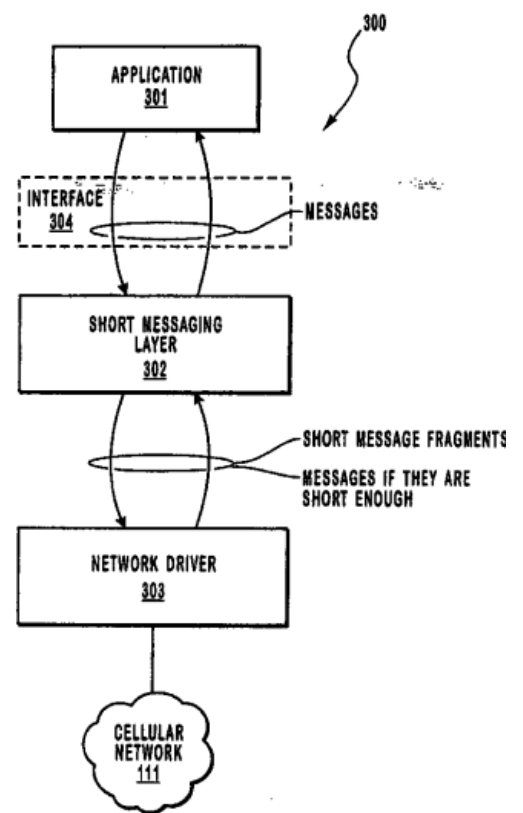 300
APPLICATION
301
INTERFACE
304
MESSAGES
SHORT MESSAGING
LAYER
302
SHORT MESSAGE FRAGMENTS
MESSAGES IF THEY ARE
SHORT ENOUGH
NETWORK DRIVER
303
CELLULAR
NETWORK
111